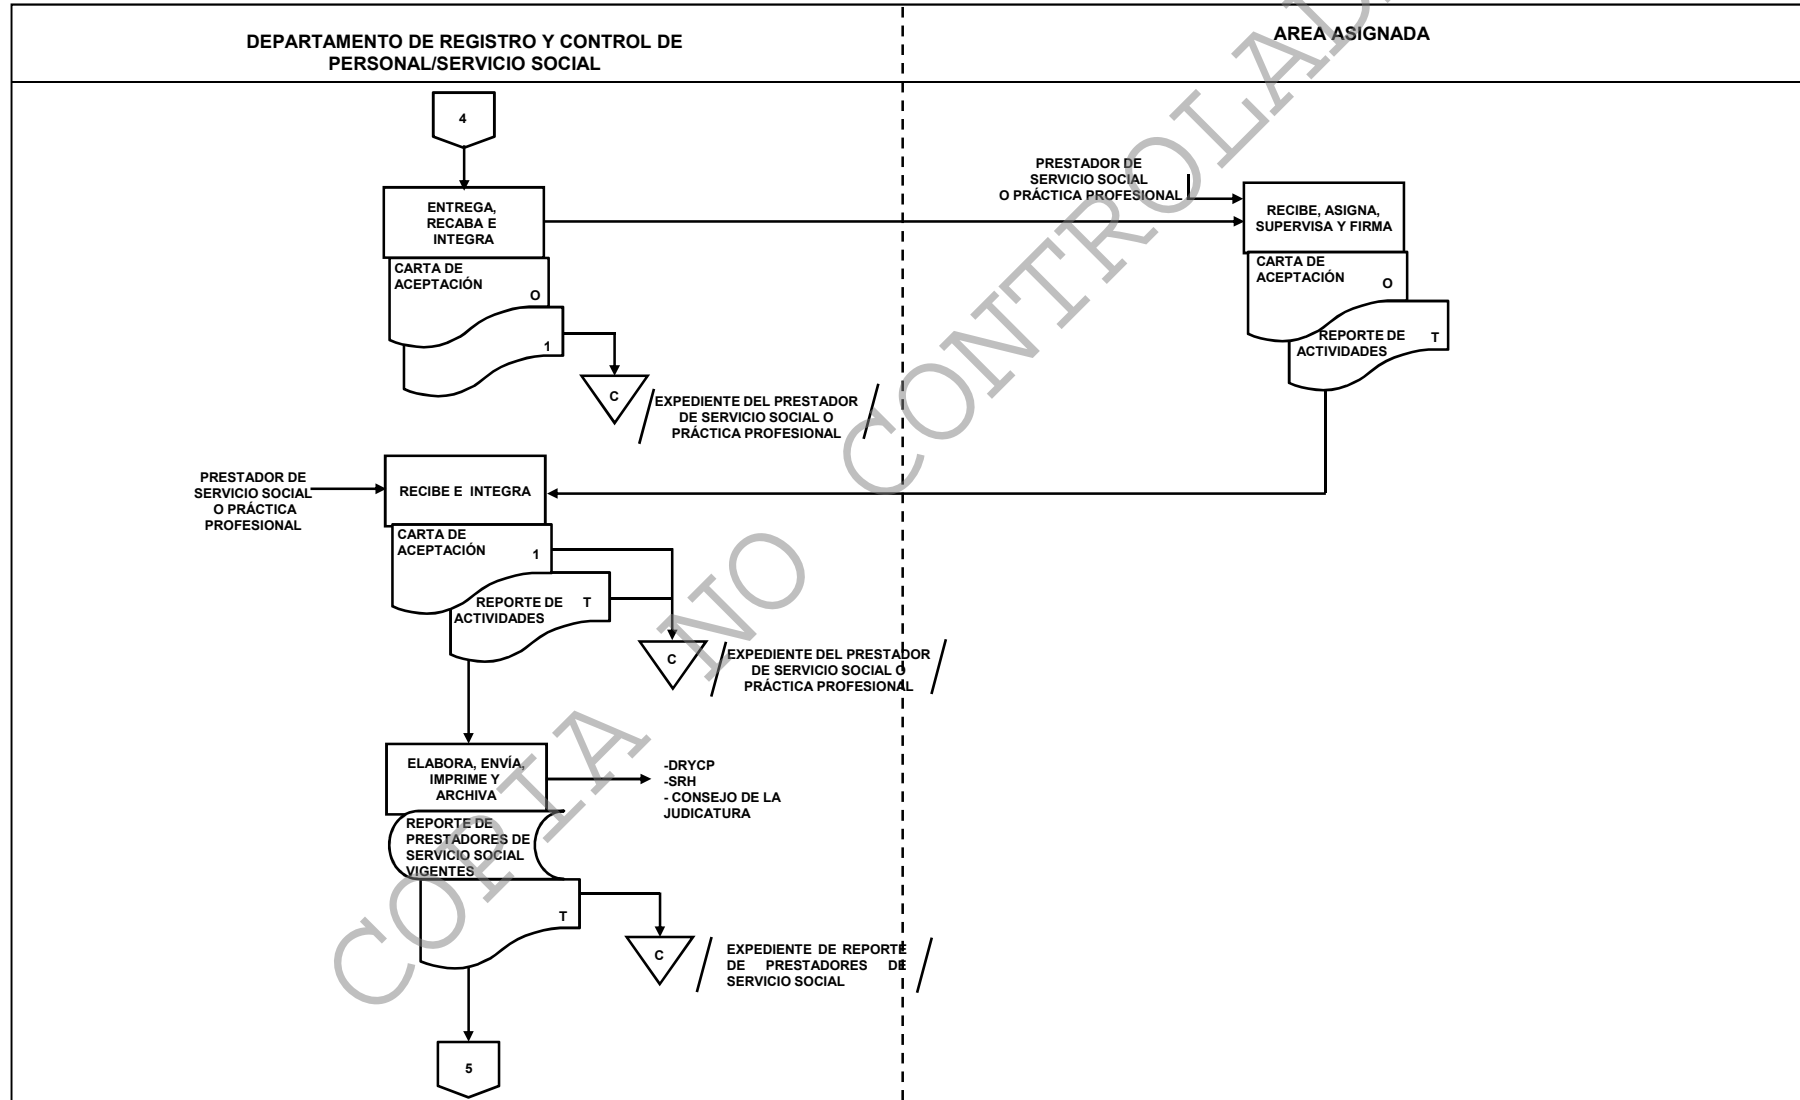 DEPARTAMENTO DE REGISTRO Y CONTROL DE
PERSONAL/SERVICIO SOCIAL
AREA ASIGNADA
4
ENTREGA,
RECABA E
INTEGRA
CARTA DE
ACEPTACIÓN
O
1
C
EXPEDIENTE DEL PRESTADOR
DE SERVICIO SOCIAL O
PRÁCTICA PROFESIONAL
PRESTADOR DE
SERVICIO SOCIAL
O PRÁCTICA PROFESIONAL
RECIBE, ASIGNA,
SUPERVISA Y FIRMA
CARTA DE
ACEPTACIÓN
O
REPORTE DE
ACTIVIDADES
T
PRESTADOR DE
SERVICIO SOCIAL
O PRÁCTICA
PROFESIONAL
RECIBE E INTEGRA
CARTA DE
ACEPTACIÓN
1
REPORTE DE
ACTIVIDADES
T
C
EXPEDIENTE DEL PRESTADOR
DE SERVICIO SOCIAL O
PRÁCTICA PROFESIONAL
ELABORA, ENVÍA,
IMPRIME Y
ARCHIVA
-DRYCP
-SRH
- CONSEJO DE LA
JUDICATURA
REPORTE DE
PRESTADORES DE
SERVICIO SOCIAL
VIGENTES
T
C
EXPEDIENTE DE REPORTE
DE PRESTADORES DE
SERVICIO SOCIAL
5
COPIA NO CONTROLAD